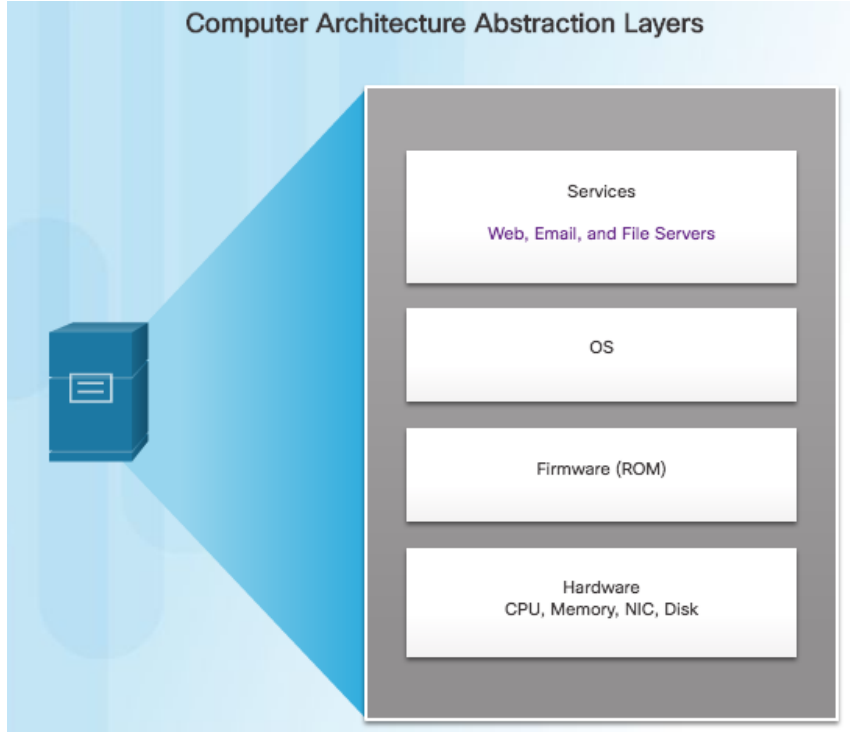 Computer Architecture Abstraction Layers
Services
Web, Email, and File Servers
OS
Firmware (ROM)
Hardware
CPU, Memory, NIC, Disk